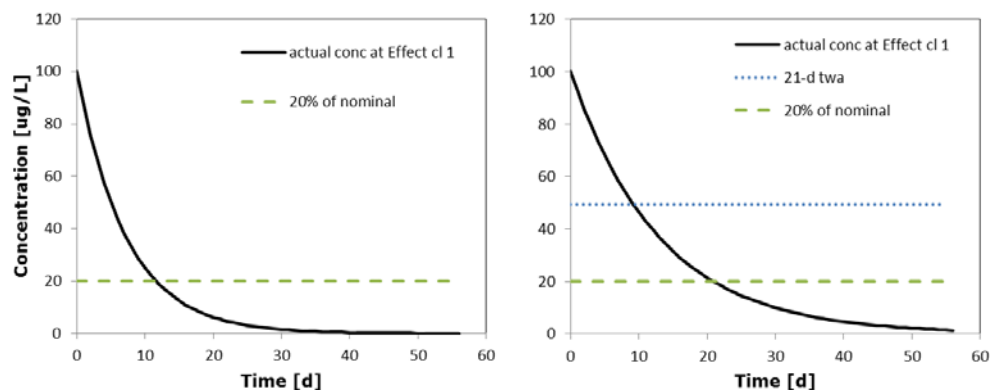 120
100
80
60
40
20
0
0 10 20 30 40 50 60
Concentration [ug/L]
Time [d]
actual conc at Effect cl 1
20% of nominal
120
100
80
60
40
20
0
0 10 20 30 40 50 60
Time [d]
actual conc at Effect cl 1
21-d twa
20% of nominal